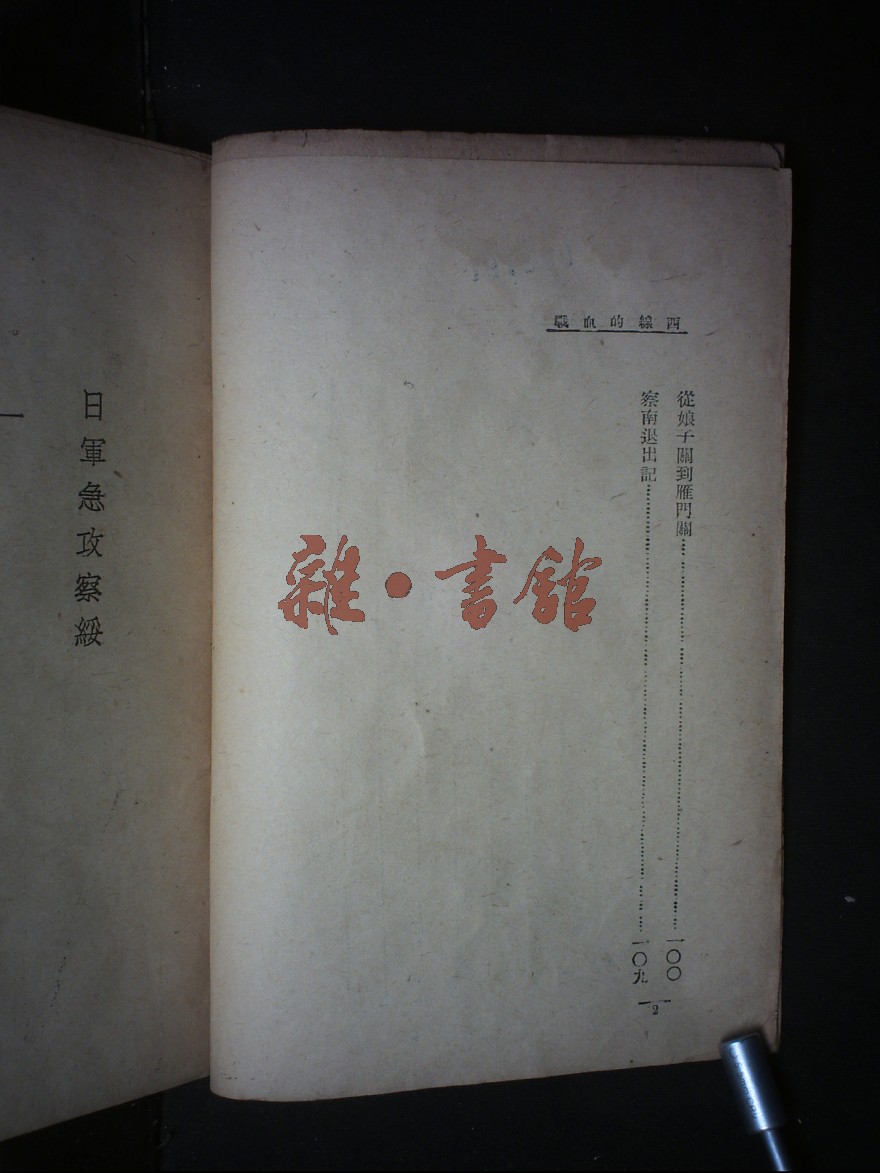 西線的血戰
從娘子關到雁門關……一〇〇
察南退出記……一〇九
2
雜·書館
日軍急攻察綏